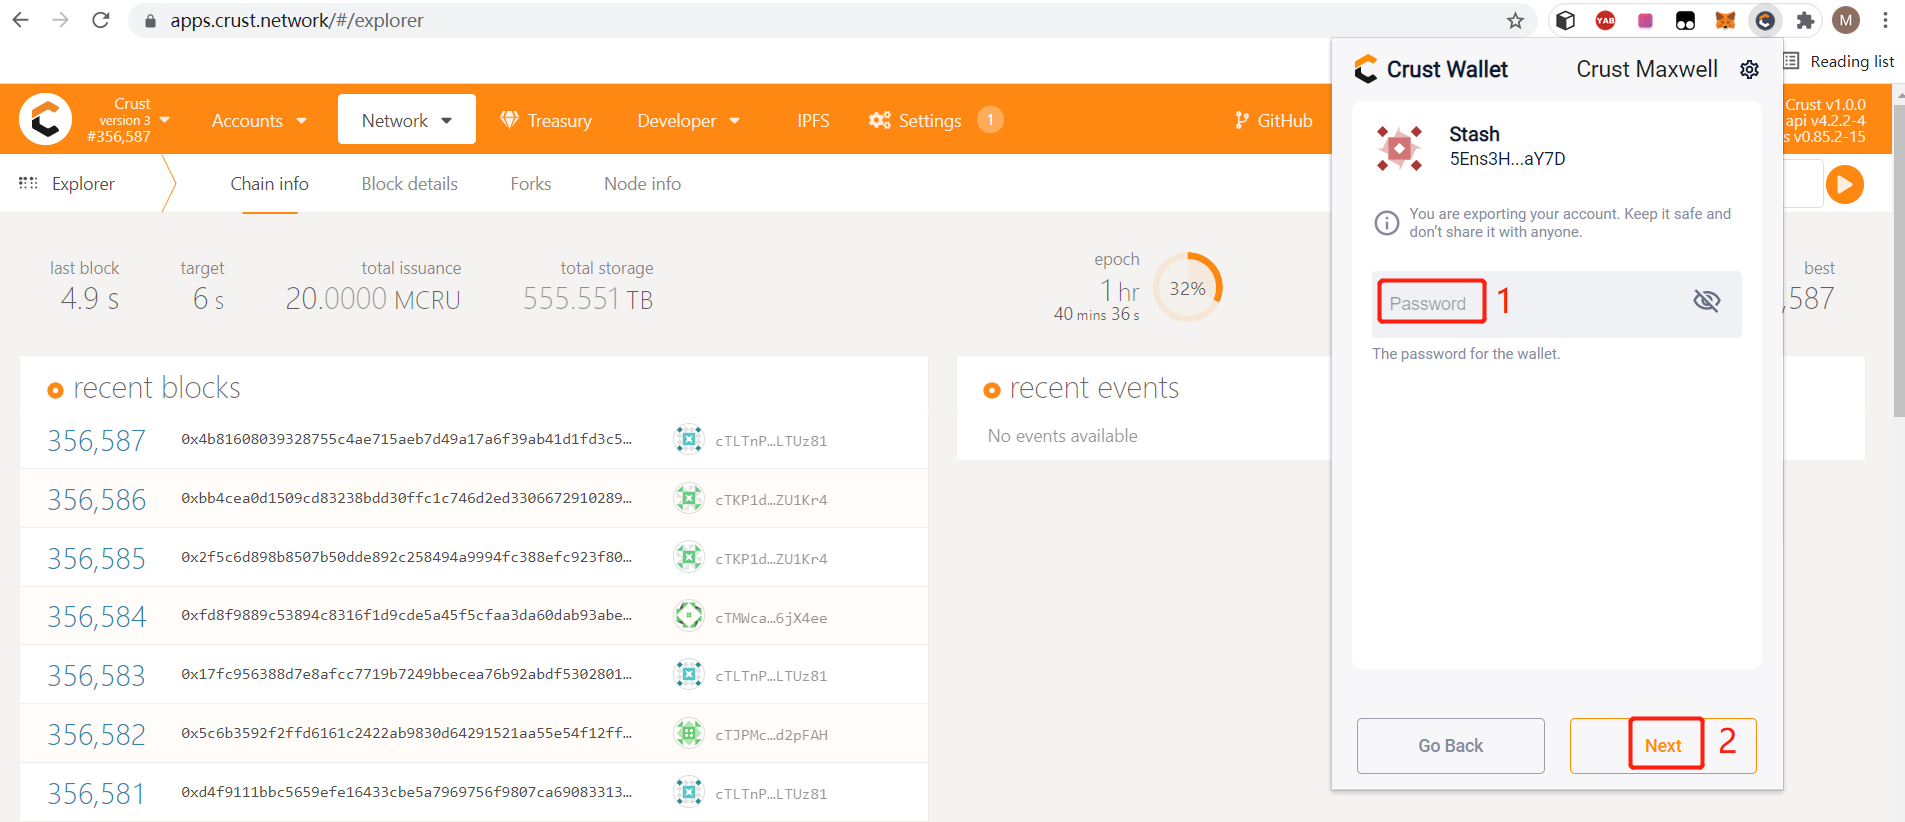 apps.crust.network/#/explorer
YAB
M
Reading list
Crust
version 3
#356,587
Accounts
Network
Treasury
Developer
IPFS
Settings
1
GitHub
Crust v1.0.0
api v4.2.2-4
s v0.85.2-15
Explorer
Chain info
Block details
Forks
Node info
last block
4.9 s
target
6 s
total issuance
20.0000 MCRU
total storage
555.551 TB
epoch
1 hr
40 mins 36 s
32%
best
,587
recent blocks
356,587 0x4b81608039328755c4ae715aeb7d49a17a6f39ab41d1fd3c5… cTLTnP…LTUz81
356,586 0xbb4cea0d1509cd83238bdd30ffc1c746d2ed3306672910289… cTKP1d…ZU1Kr4
356,585 0x2f5c6d898b8507b50dde892c258494a9994fc388efc923f80… cTKP1d…ZU1Kr4
356,584 0xfd8f9889c53894c8316f1d9cde5a45f5cfaa3da60dab93abe… cTMWca…6jX4ee
356,583 0x17fc956388d7e8afcc7719b7249bbecea76b92abdf5302801… cTLTnP…LTUz81
356,582 0x5c6b3592f2ffd6161c2422ab9830d64291521aa55e54f12ff… cTJPMc…d2pFAH
356,581 0xd4f9111bbc5659efe16433cbe5a7969756f9807ca69083313… cTLTnP…LTUz81
recent events
No events available
Crust Wallet
Crust Maxwell
Stash
5Ens3H...aY7D
You are exporting your account. Keep it safe and
don't share it with anyone.
Password
1
The password for the wallet.
Go Back
Next
2